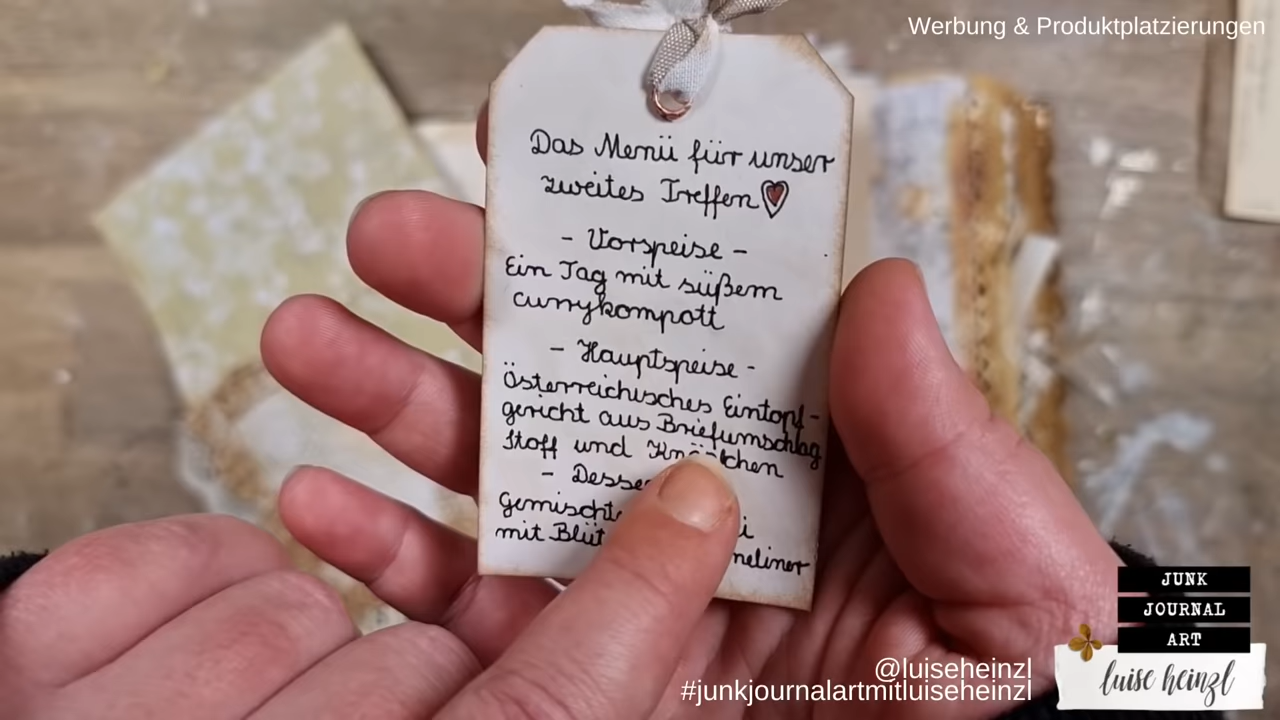 Werbung & Produktplatzierungen
Das Menü für unser
zweites Treffen
- Vorspeise -
Ein Tag mit süßem
Currykompott
- Hauptspeise -
Österreichisches Eintopf-
gericht aus Briefumschlag
Stoff und
-
mit
JUNK
JOURNAL
ART
luise heinzl
@luiseheinzl
#junkjournalartmitluiseheinzl